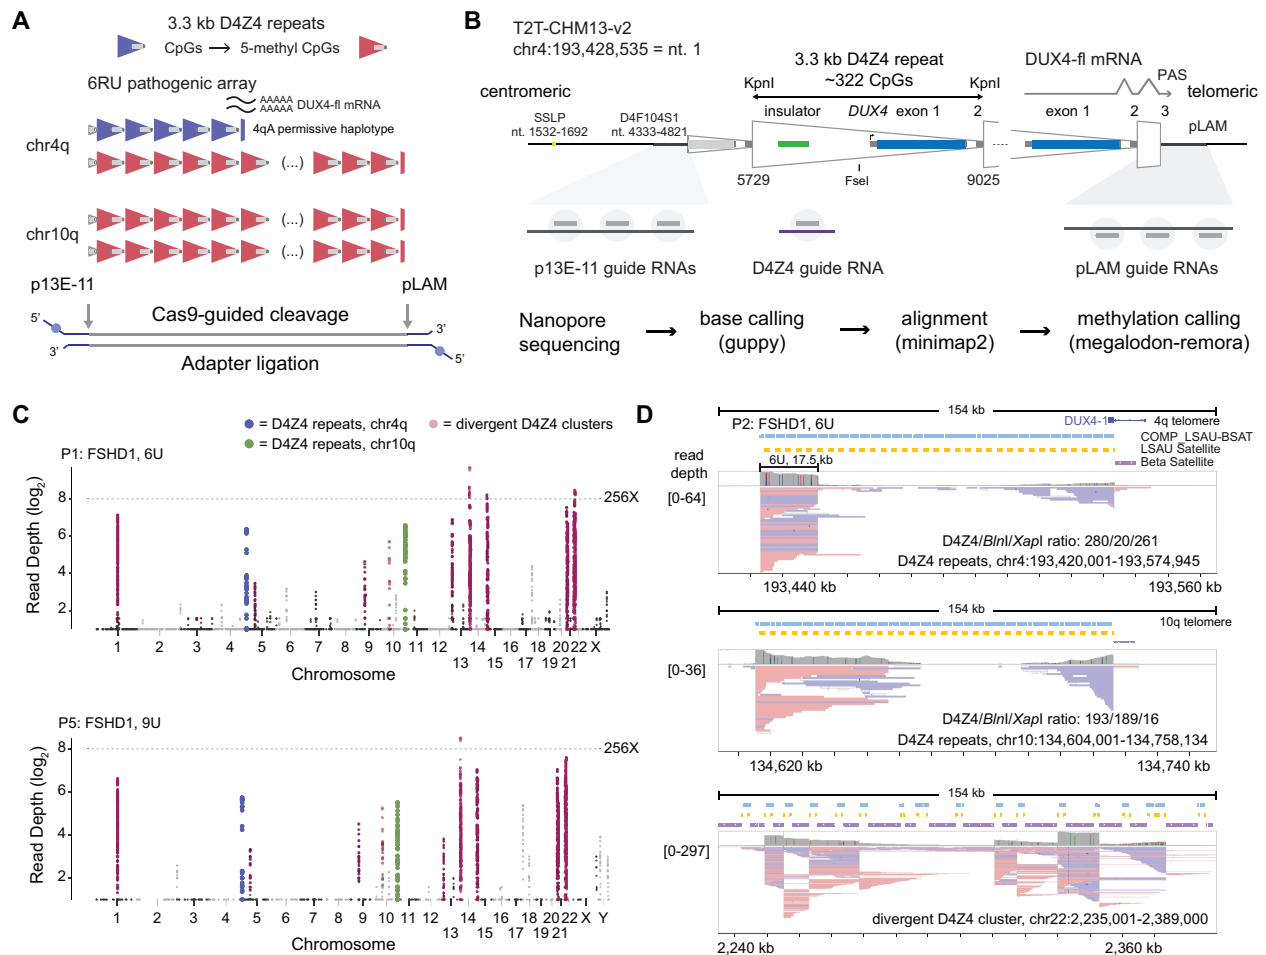 A
3.3 kb D4Z4 repeats
CpGs → 5-methyl CpGs
6RU pathogenic array
AAAAA
AAAAA
DUX4-fl mRNA
4qA permissive haplotype
chr4q
(...)
chr10q
(...)
(...)
p13E-11
pLAM
5’
Cas9-guided cleavage
3’
3’
Adapter ligation
5’
B
T2T-CHM13-v2
chr4:193,428,535 = nt. 1
3.3 kb D4Z4 repeat
~322 CpGs
DUX4-fl mRNA
KpnI
KpnI
PAS
centromeric
telomeric
SSLP
nt. 1532-1692
D4F104S1
nt. 4333-4821
insulator
DUX4 exon 1
2
exon 1
2
3
pLAM
5729
FseI
9025
p13E-11 guide RNAs
D4Z4 guide RNA
pLAM guide RNAs
Nanopore
sequencing
base calling
(guppy)
alignment
(minimap2)
methylation calling
(megalodon-remora)
C
= D4Z4 repeats, chr4q
= divergent D4Z4 clusters
= D4Z4 repeats, chr10q
P1: FSHD1, 6U
256X
Read Depth (log2)
8
6
4
2
1 2 3 4 5 6 7 8 9 10 11 12 13 14 15 16 17 18 19 20 21 22 X
Chromosome
P5: FSHD1, 9U
256X
Read Depth (log2)
8
6
4
2
1 2 3 4 5 6 7 8 9 10 11 12 13 14 15 16 17 18 19 20 21 22 X Y
Chromosome
D
154 kb
P2: FSHD1, 6U
DUX4-1
4q telomere
COMP_LSAU-BSAT
LSAU Satellite
Beta Satellite
read
depth
6U, 17.5 kb
[0-64]
D4Z4/BlnI/XapI ratio: 280/20/261
D4Z4 repeats, chr4:193,420,001-193,574,945
193,440 kb
193,560 kb
154 kb
10q telomere
[0-36]
D4Z4/BlnI/XapI ratio: 193/189/16
D4Z4 repeats, chr10:134,604,001-134,758,134
134,620 kb
134,740 kb
154 kb
[0-297]
divergent D4Z4 cluster, chr22:2,235,001-2,389,000
2,240 kb
2,360 kb